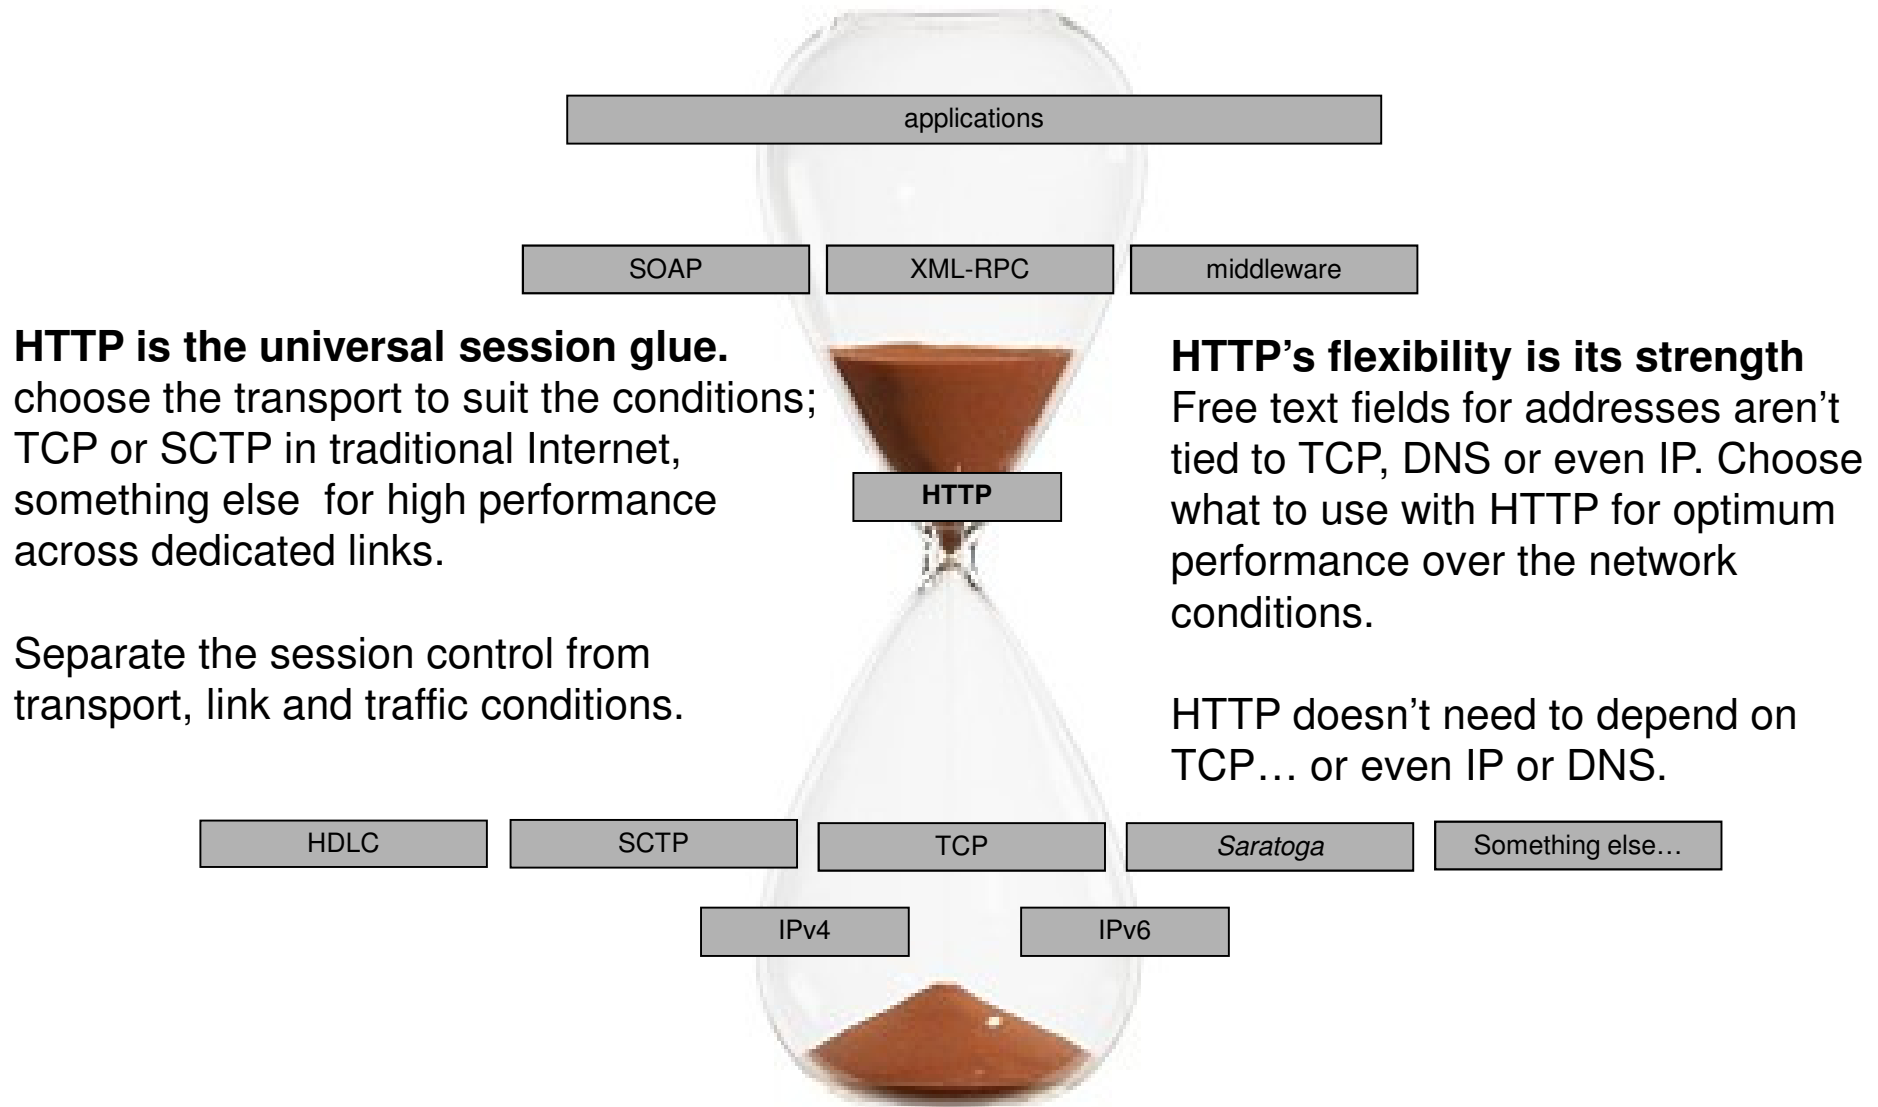 applications
SOAP
XML-RPC
middleware
HTTP is the universal session glue.
choose the transport to suit the conditions;
TCP or SCTP in traditional Internet,
something else  for high performance
across dedicated links.
Separate the session control from
transport, link and traffic conditions.
HTTP
HTTP’s flexibility is its strength
Free text fields for addresses aren’t
tied to TCP, DNS or even IP. Choose
what to use with HTTP for optimum
performance over the network
conditions.
HTTP doesn’t need to depend on
TCP… or even IP or DNS.
HDLC
SCTP
TCP
Saratoga
Something else…
IPv4
IPv6